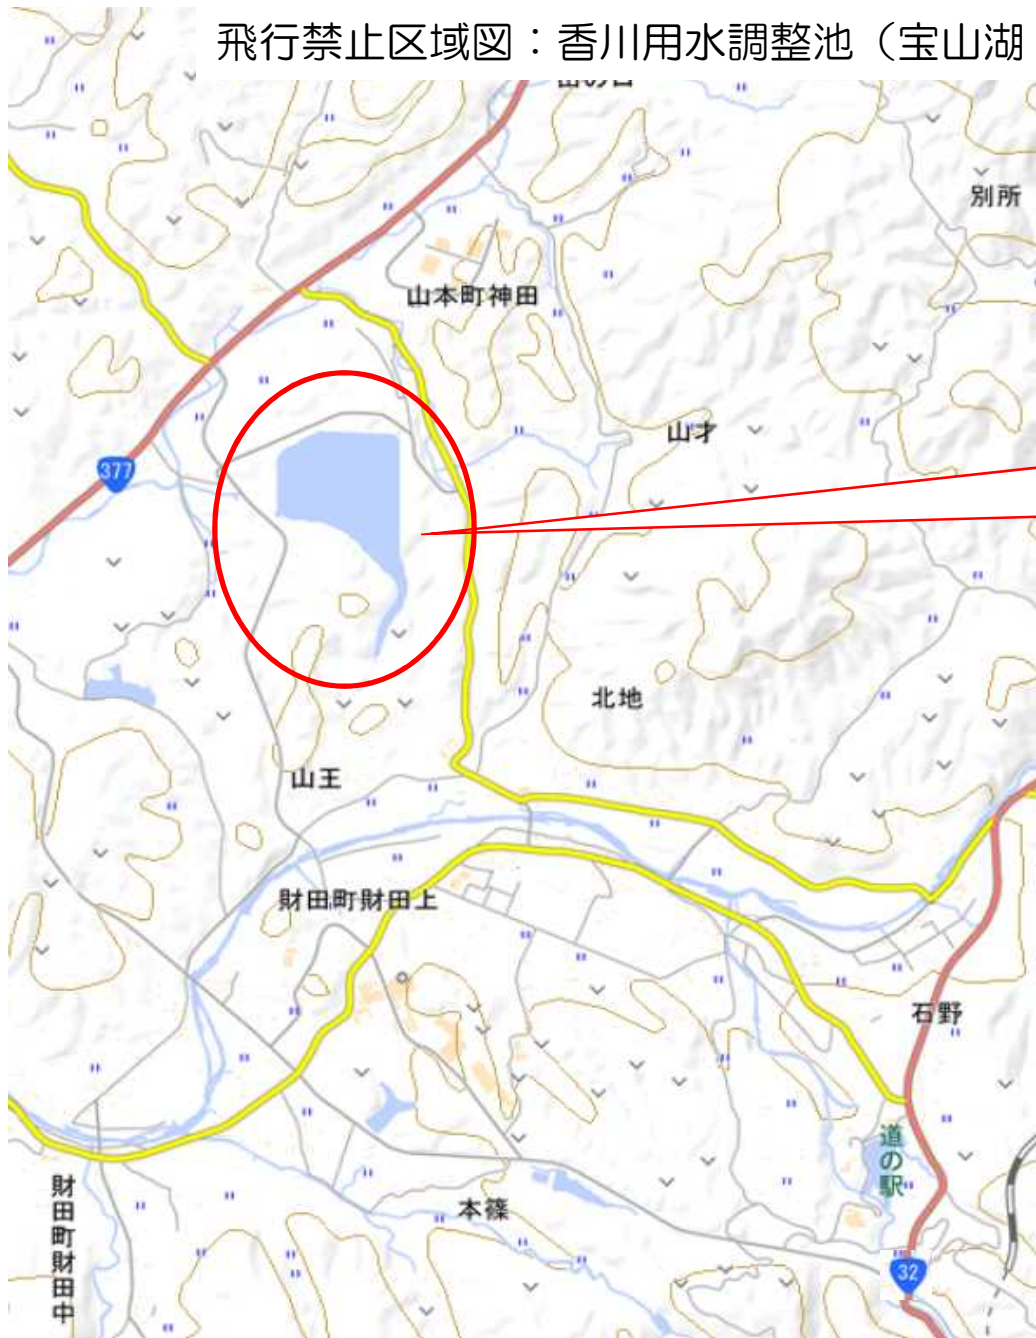 飛行禁止区域図：香川用水調整池（宝山湖
別所
山本町神田
山才
377
北地
山王
財田町財田上
石野
道の駅
財田町財田中
本篠
32